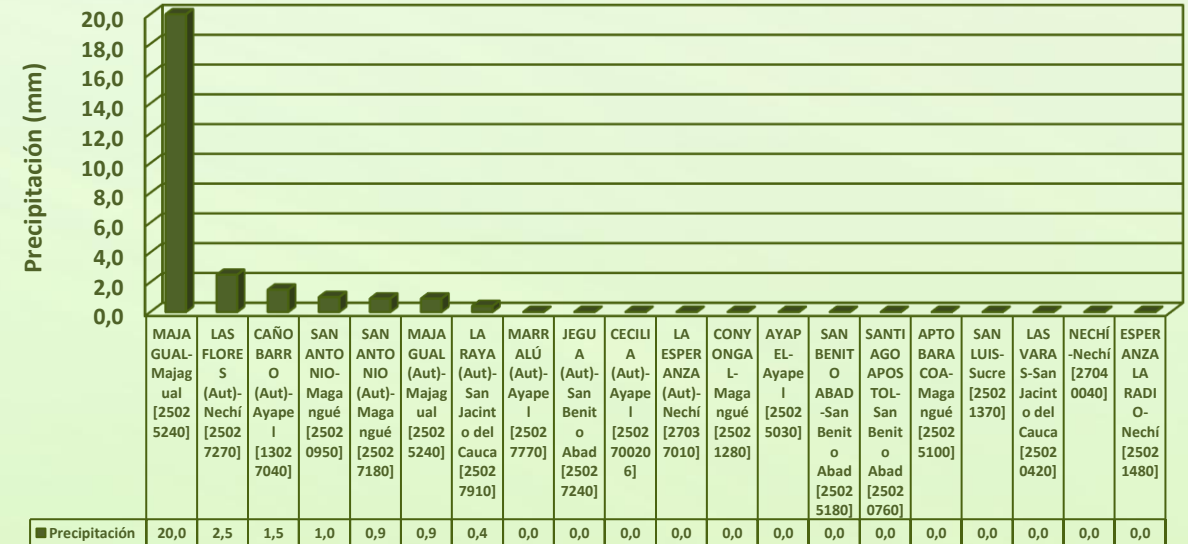 Precipitación (mm)
20,0
18,0
16,0
14,0
12,0
10,0
8,0
6,0
4,0
2,0
0,0
MAJA
GUAL-
Majag
ual
[2502
5240]
LAS
FLORE
S
(Aut)-
Nechí
[2502
7270]
CAÑO
BARR
O
(Aut)-
Ayape
l
[1302
7040]
SAN
ANTO
NIO-
Maga
ngué
[2502
0950]
SAN
ANTO
NIO
(Aut)-
Maga
ngué
[2502
7180]
MAJA
GUAL
(Aut)-
Majag
ual
[2502
5240]
LA
RAYA
(Aut)-
San
Jacint
o del
Cauca
[2502
7910]
MARR
ALÚ
(Aut)-
Ayape
l
[2502
7770]
JEGU
A
(Aut)-
San
Benit
o
Abad
[2502
7240]
CECILI
A
(Aut)-
Ayape
l
[2502
70020
6]
LA
ESPER
ANZA
(Aut)-
Nechí
[2703
7010]
CONY
ONGA
L-
Maga
ngué
[2502
1280]
AYAP
EL-
Ayape
l
[2502
5030]
SAN
BENIT
O
ABAD
-San
Benit
o
Abad
[2502
5180]
SANTI
AGO
APOS
TOL-
San
Benit
o
Abad
[2502
0760]
APTO
BARA
COA-
Maga
ngué
[2502
5100]
SAN
LUIS-
Sucre
[2502
1370]
LAS
VARA
S-San
Jacint
o del
Cauca
[2502
0420]
NECHÍ
-Nechí
[2704
0040]
ESPER
ANZA
LA
RADI
O-
Nechí
[2502
1480]
Precipitación 20,0 2,5 1,5 1,0 0,9 0,9 0,4 0,0 0,0 0,0 0,0 0,0 0,0 0,0 0,0 0,0 0,0 0,0 0,0 0,0